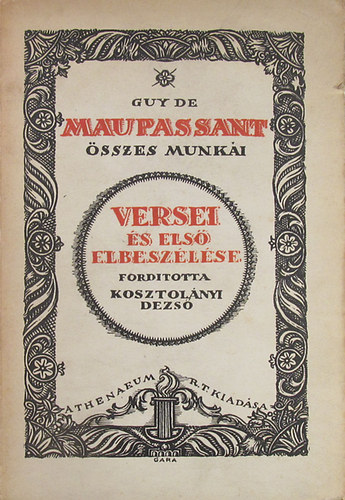 GUY DE
MAUPASSANT
ÖSSZES MUNKÁI
VERSEI
ÉS ELSŐ
ELBESZÉLÉSE
FORDITOTTA
KOSZTOLÁNYI
DEZSŐ
ATHENAEUM R.T. KIADÁSA
GARA